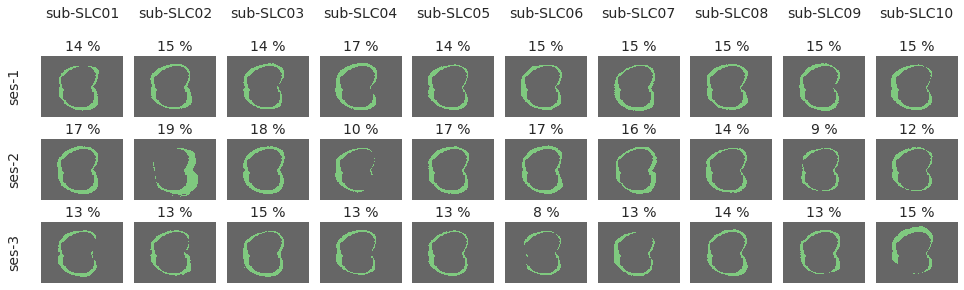 sub-SLC01 sub-SLC02 sub-SLC03 sub-SLC04 sub-SLC05 sub-SLC06 sub-SLC07 sub-SLC08 sub-SLC09 sub-SLC10
14 % 15 % 14 % 17 % 14 % 15 % 15 % 15 % 15 % 15 %
ses-1
17 % 19 % 18 % 10 % 17 % 17 % 16 % 14 % 9 % 12 %
ses-2
13 % 13 % 15 % 13 % 13 % 8 % 13 % 14 % 13 % 15 %
ses-3